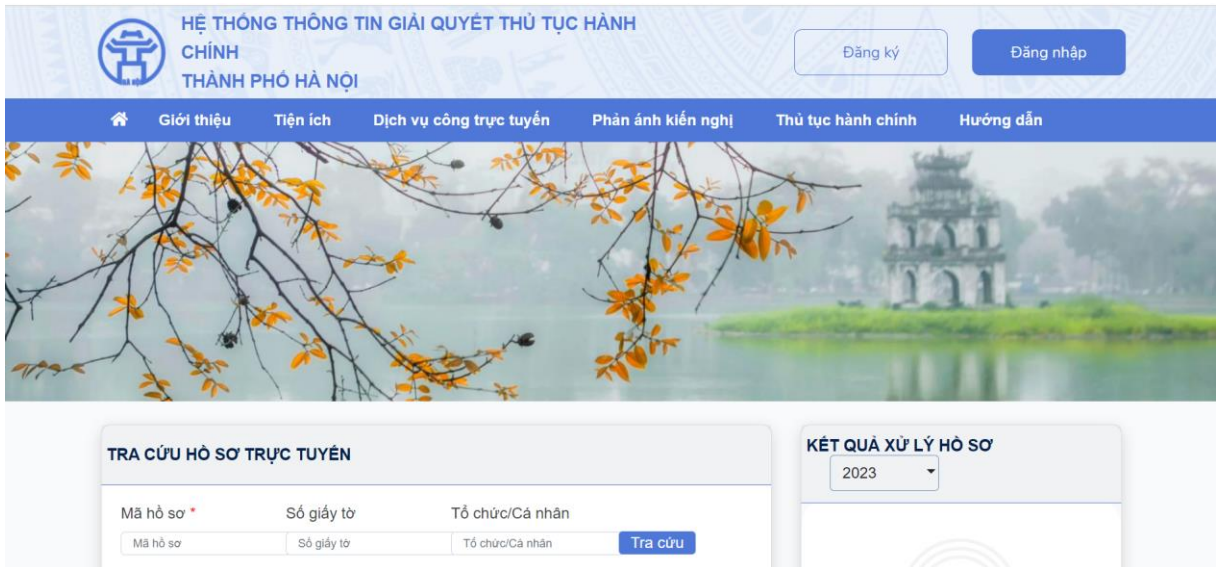 HỆ THỐNG THÔNG TIN GIẢI QUYẾT THỦ TỤC HÀNH
CHÍNH
THÀNH PHỐ HÀ NỘI
HÀ NỘI
Đăng ký
Đăng nhập
Giới thiệu
Tiện ích
Dịch vụ công trực tuyến
Phản ánh kiến nghị
Thủ tục hành chính
Hướng dẫn
TRA CỨU HỒ SƠ TRỰC TUYẾN
Mã hồ sơ *
Số giấy tờ
Tổ chức/Cá nhân
Mã hồ sơ
Số giấy tờ
Tổ chức/Cá nhân
Tra cứu
KẾT QUẢ XỬ LÝ HỒ SƠ
2023